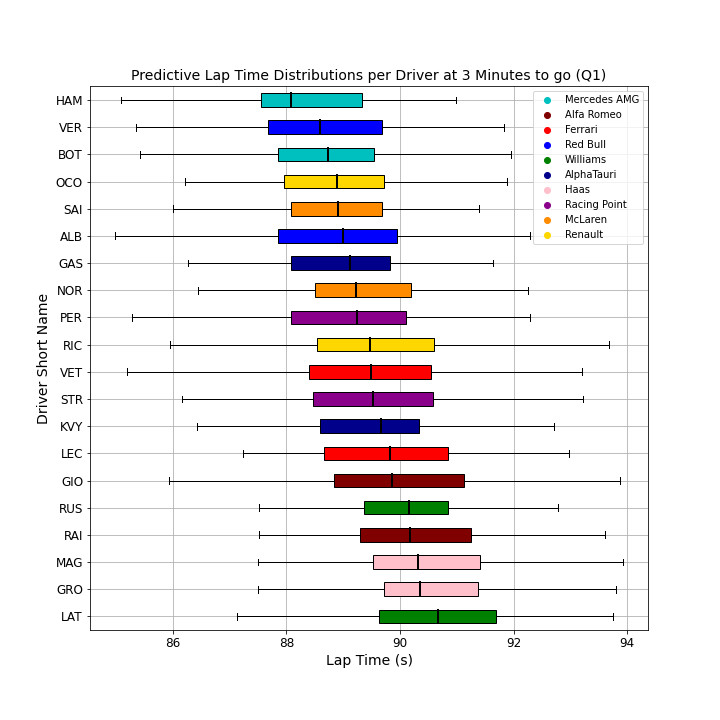 Predictive Lap Time Distributions per Driver at 3 Minutes to go (Q1)
Driver Short Name
HAM
VER
BOT
OCO
SAI
ALB
GAS
NOR
PER
RIC
VET
STR
KVY
LEC
GIO
RUS
RAI
MAG
GRO
LAT
Mercedes AMG
Alfa Romeo
Ferrari
Red Bull
Williams
AlphaTauri
Haas
Racing Point
McLaren
Renault
86 88 90 92 94
Lap Time (s)